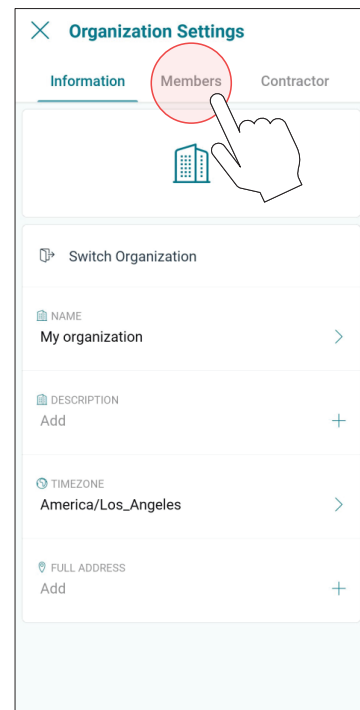 Organization Settings
Information Members Contractor
Switch Organization
NAME
My organization
DESCRIPTION
Add
TIMEZONE
America/Los_Angeles
FULL ADDRESS
Add